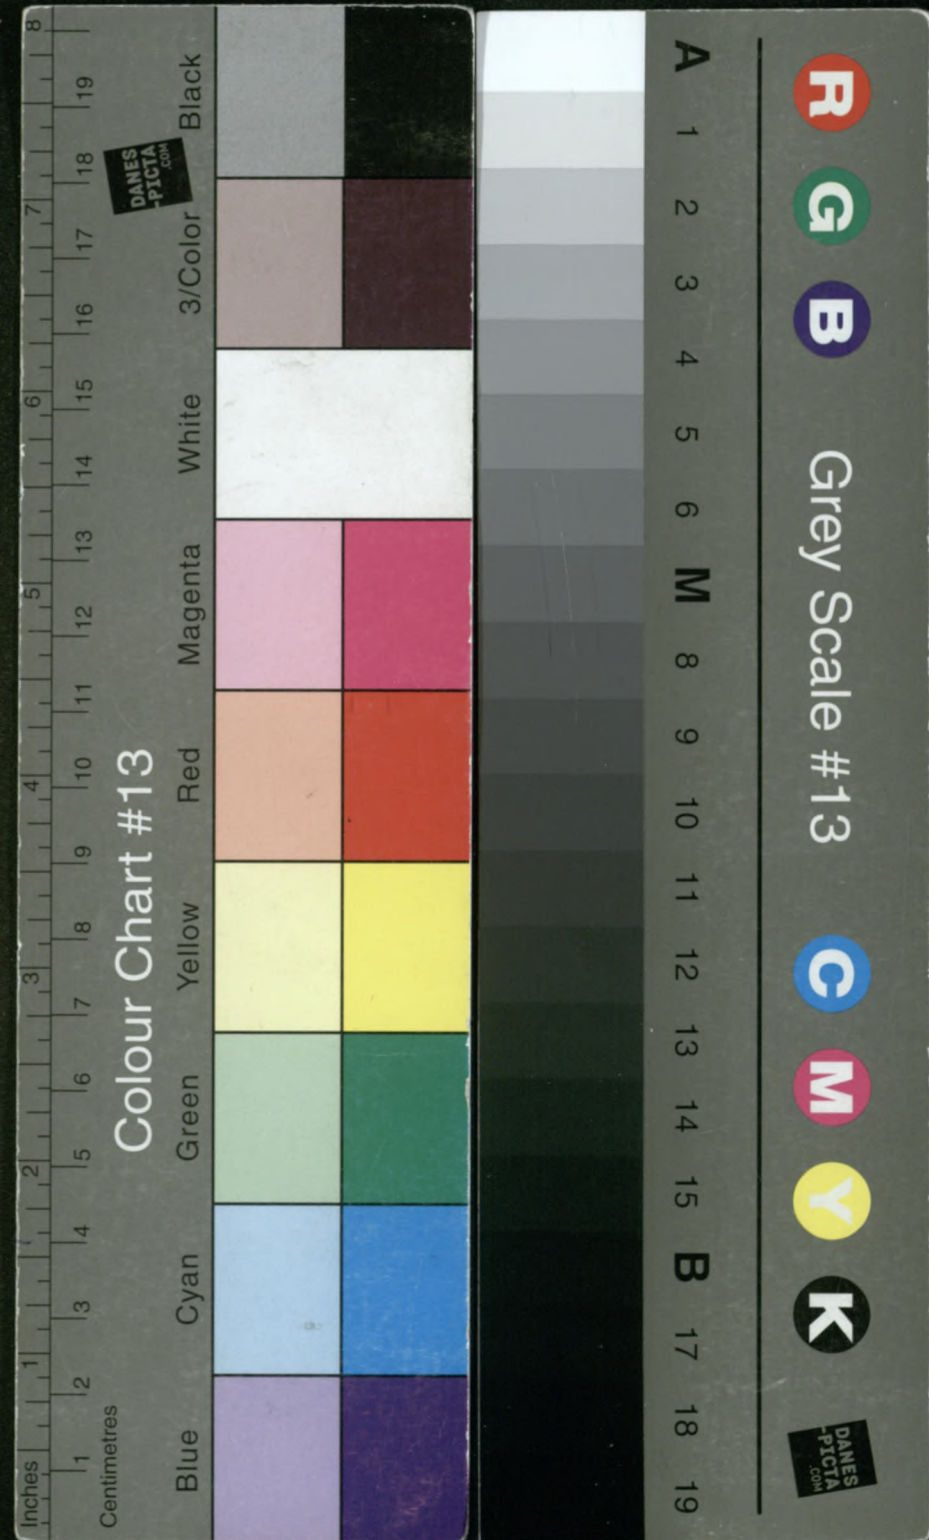 Colour Chart #13
Blue Cyan Green Yellow Red Magenta White 3/Color Black
Centimetres
1 2 3 4 5 6 7 8 9 10 11 12 13 14 15 16 17 18 19
Inches 1 2 3 4 5 6 7 8
DANES
-PICTA
.COM
R G B Grey Scale #13 C M Y K
DANES
-PICTA
.COM
A 1 2 3 4 5 6 M 8 9 10 11 12 13 14 15 B 17 18 19